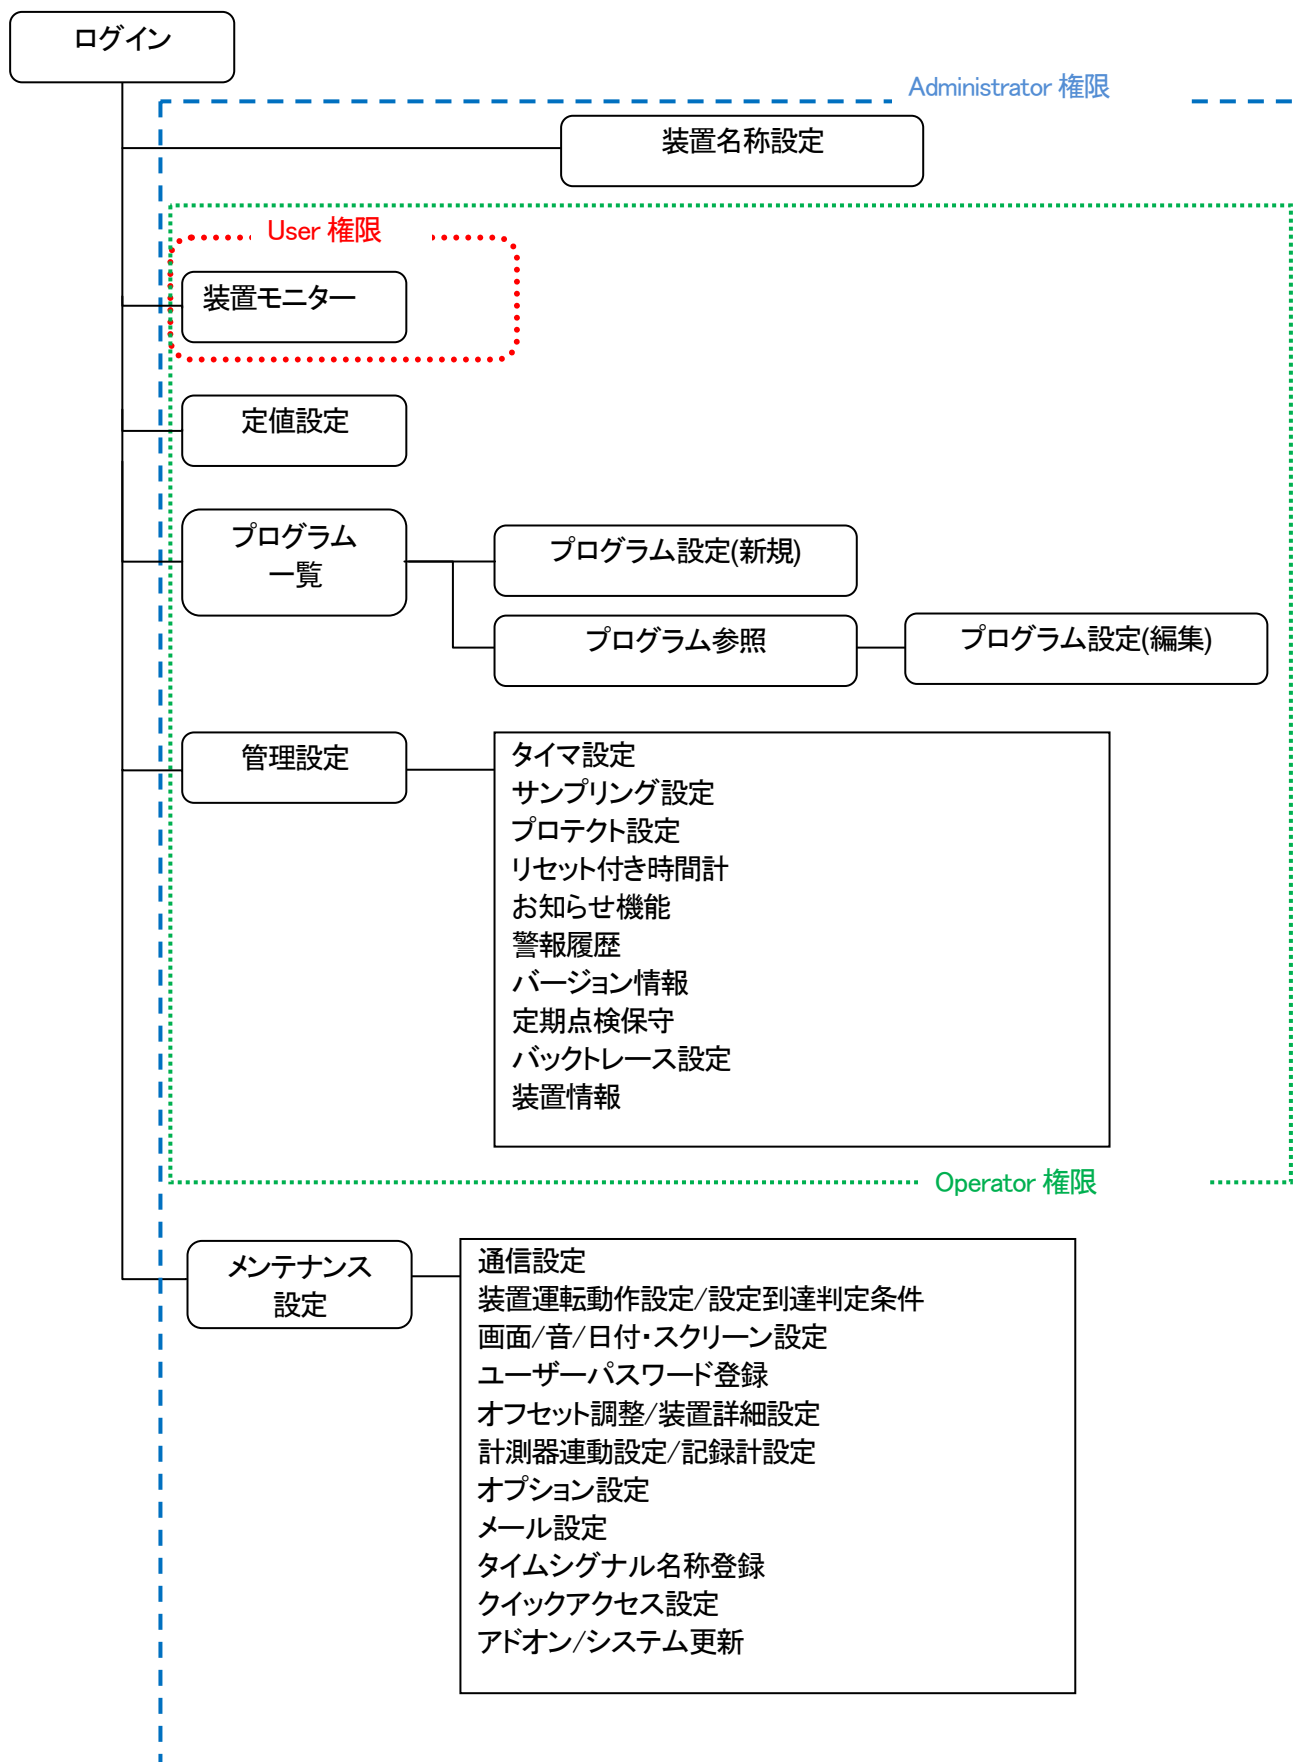 ログイン
Administrator 権限
装置名称設定
User 権限
装置モニター
定値設定
プログラム
一覧
プログラム設定(新規)
プログラム参照
プログラム設定(編集)
管理設定
タイマ設定
サンプリング設定
プロテクト設定
リセット付き時間計
お知らせ機能
警報履歴
バージョン情報
定期点検保守
バックトレース設定
装置情報
Operator 権限
メンテナンス
設定
通信設定
装置運転動作設定/設定到達判定条件
画面/音/日付・スクリーン設定
ユーザーパスワード登録
オフセット調整/装置詳細設定
計測器連動設定/記録計設定
オプション設定
メール設定
タイムシグナル名称登録
クイックアクセス設定
アドオン/システム更新